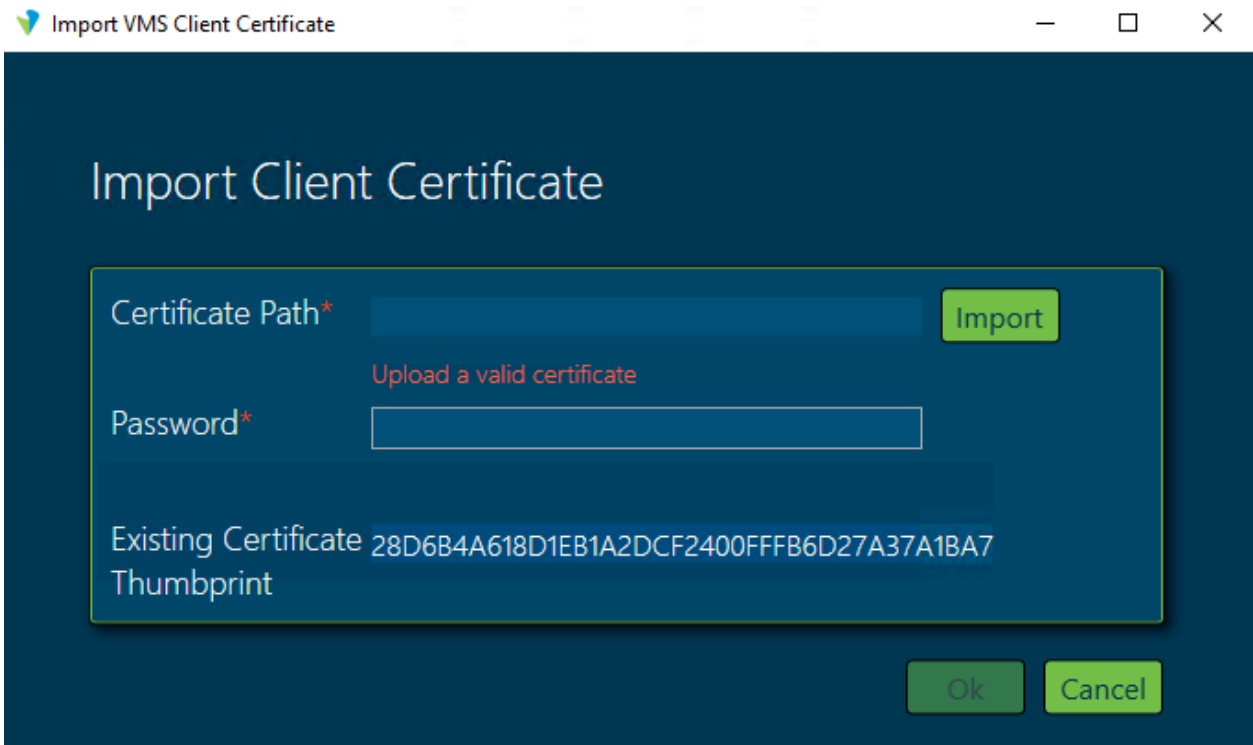 Import VMS Client Certificate
Import Client Certificate
Certificate Path*
Import
Upload a valid certificate
Password*
Existing Certificate
Thumbprint
28D6B4A618D1EB1A2DCF2400FFFB6D27A37A1BA7
Ok
Cancel